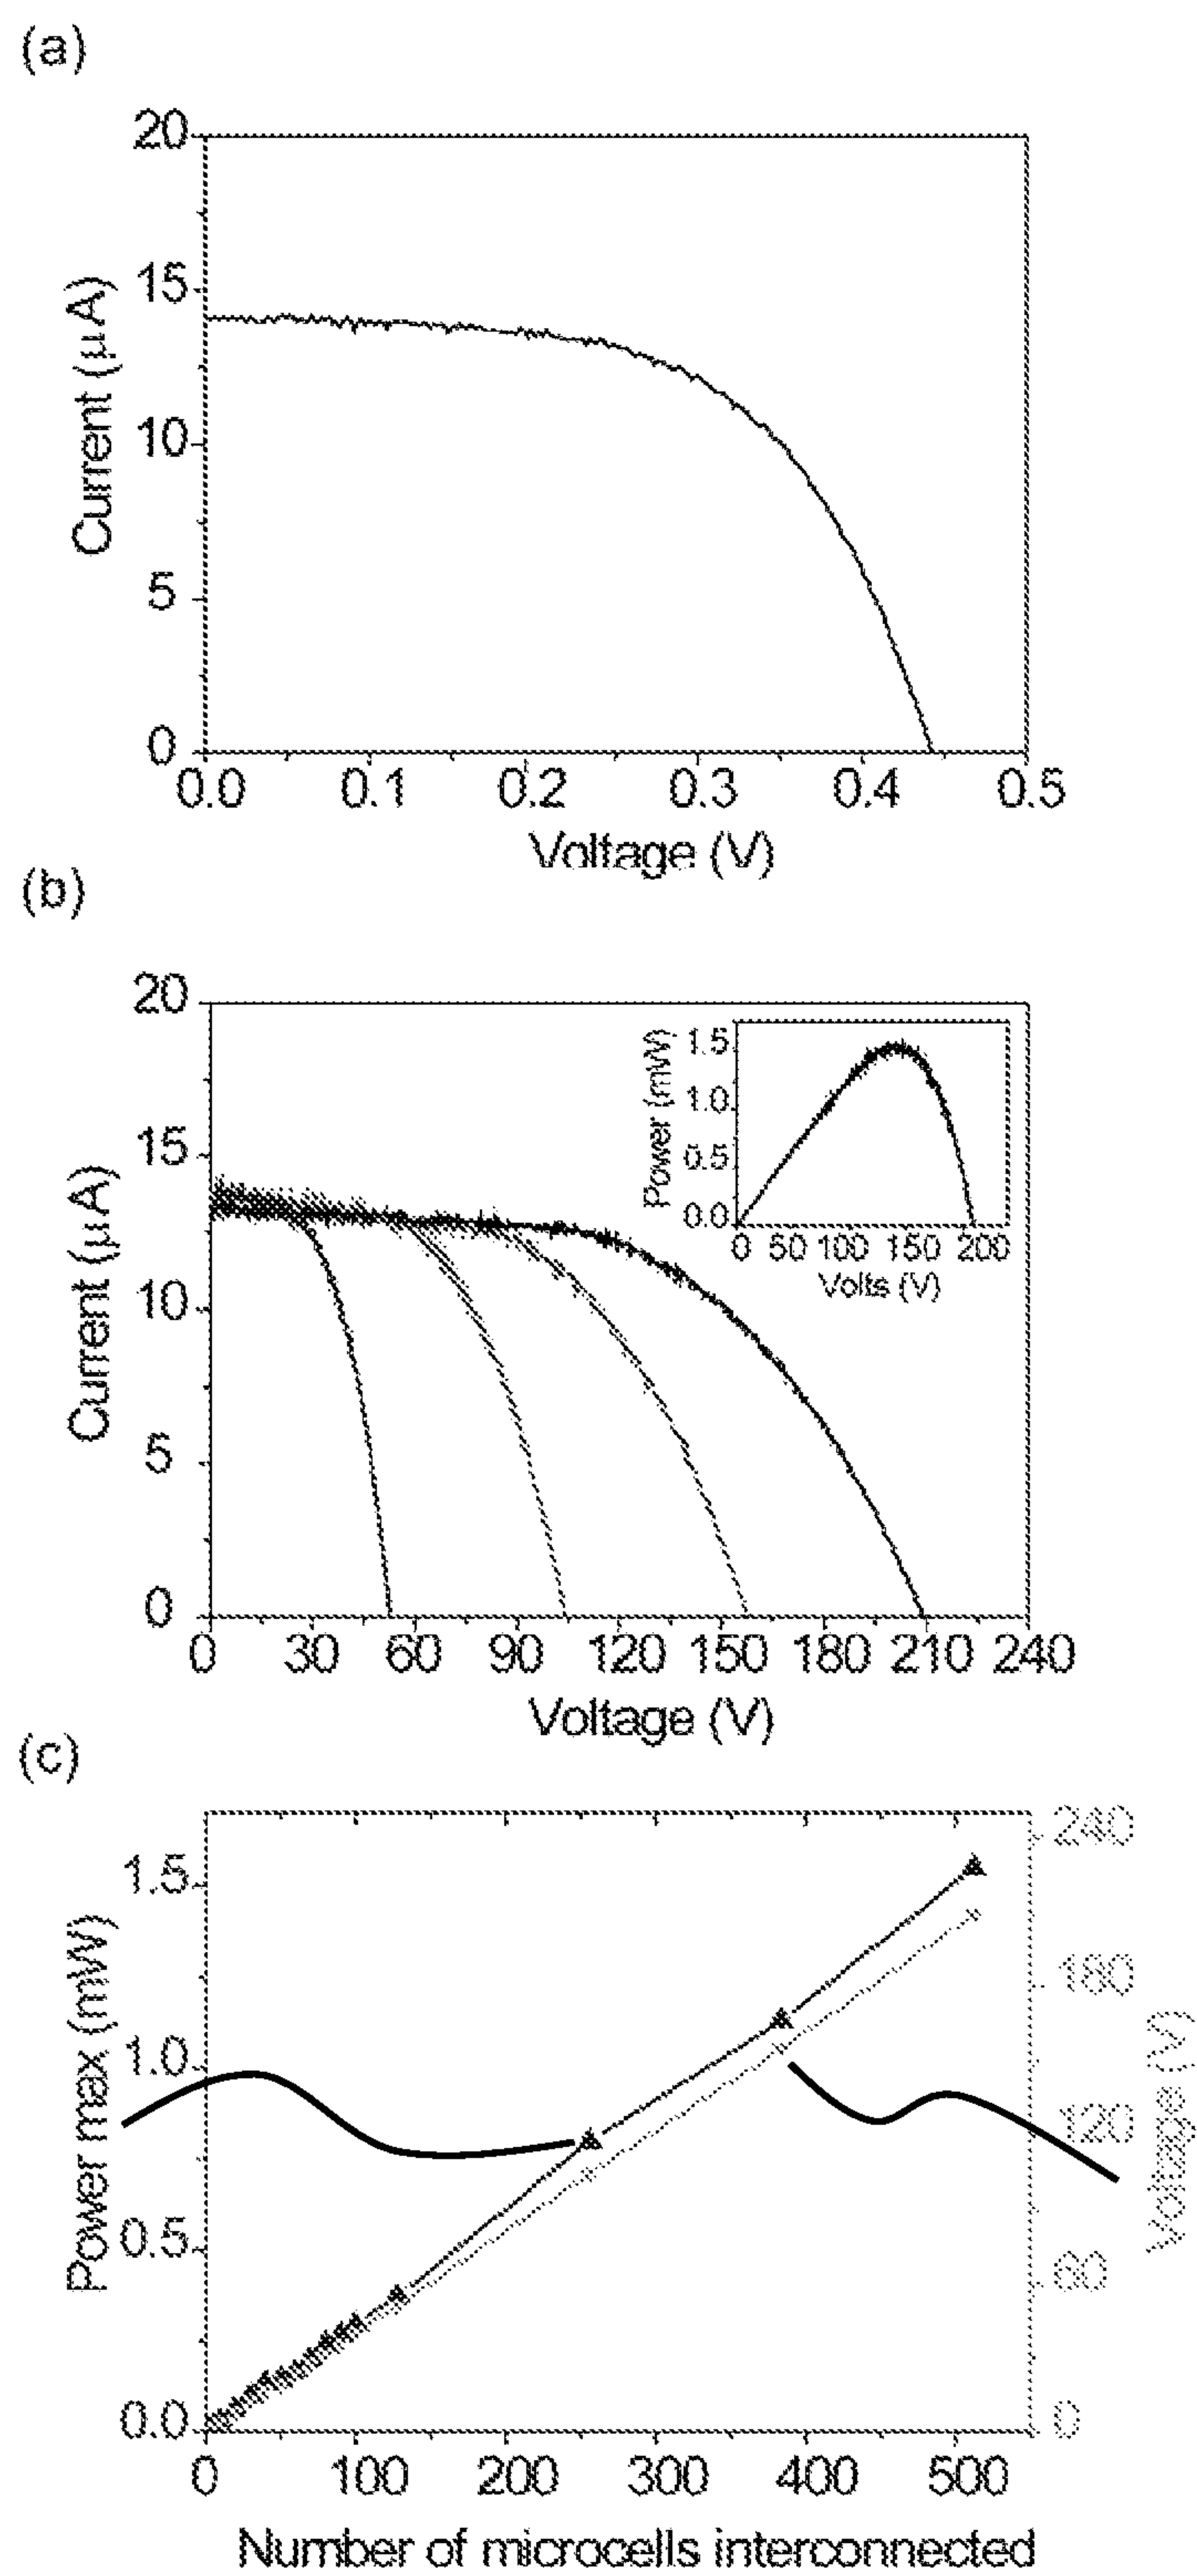 (a)
20
15
10
5
0
Current (μA)
0.0 0.1 0.2 0.3 0.4 0.5
Voltage (V)
(b)
20
15
10
5
0
Current (μA)
1.5
1.0
0.5
0.0
Power (mW)
0 50 100 150 200
Volts (V)
0 30 60 90 120 150 180 210 240
Voltage (V)
(c)
1.5
1.0
0.5
0.0
Power max (mW)
240
180
120
60
0
Voltage (V)
0 100 200 300 400 500
Number of microcells interconnected